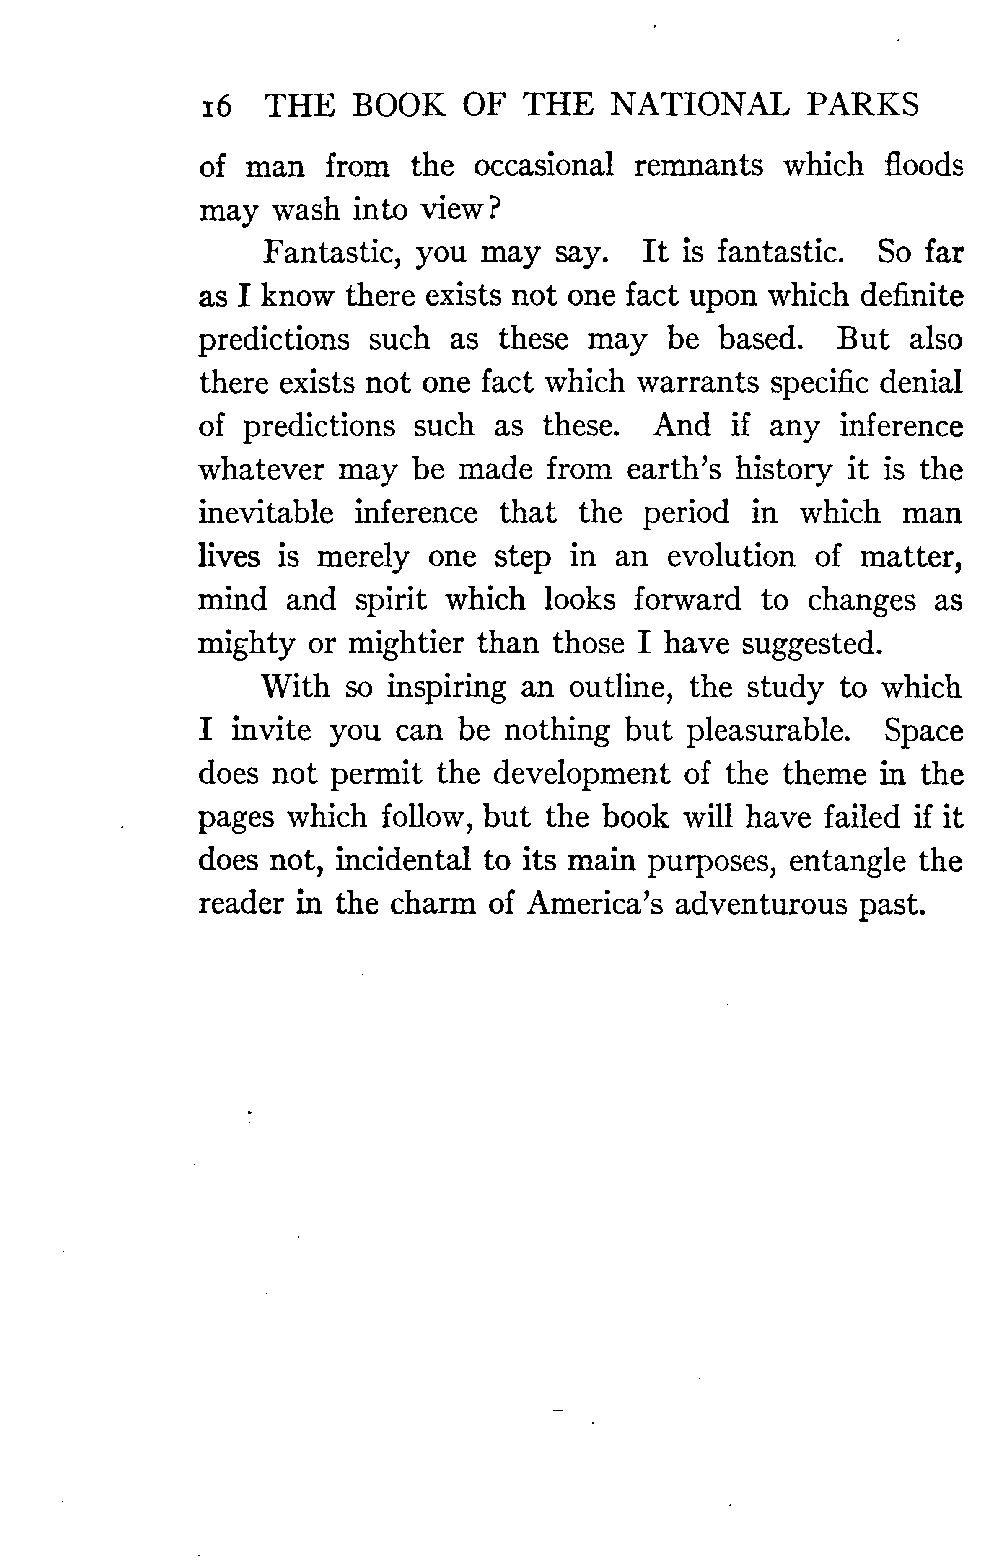 16 THE BOOK OF THE NATIONAL PARKS
of man from the occasional remnants which floods
may wash into view?
Fantastic, you may say. It is fantastic. So far
as I know there exists not one fact upon which definite
predictions such as these may be based. But also
there exists not one fact which warrants specific denial
of predictions such as these. And if any inference
whatever may be made from earth's history it is the
inevitable inference that the period in which man
lives is merely one step in an evolution of matter,
mind and spirit which looks forward to changes as
mighty or mightier than those I have suggested.
With so inspiring an outline, the study to which
I invite you can be nothing but pleasurable. Space
does not permit the development of the theme in the
pages which follow, but the book will have failed if it
does not, incidental to its main purposes, entangle the
reader in the charm of America's adventurous past.